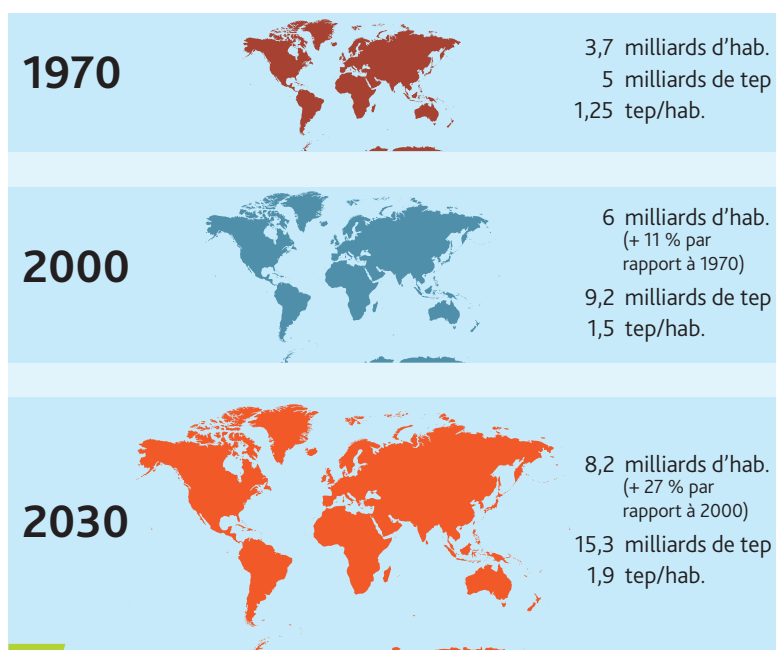 1970
3,7 milliards d'hab.
5 milliards de tep
1,25 tep/hab.
2000
6 milliards d'hab.
(+ 11 % par
rapport à 1970)
9,2 milliards de tep
1,5 tep/hab.
2030
8,2 milliards d'hab.
(+ 27 % par
rapport à 2000)
15,3 milliards de tep
1,9 tep/hab.